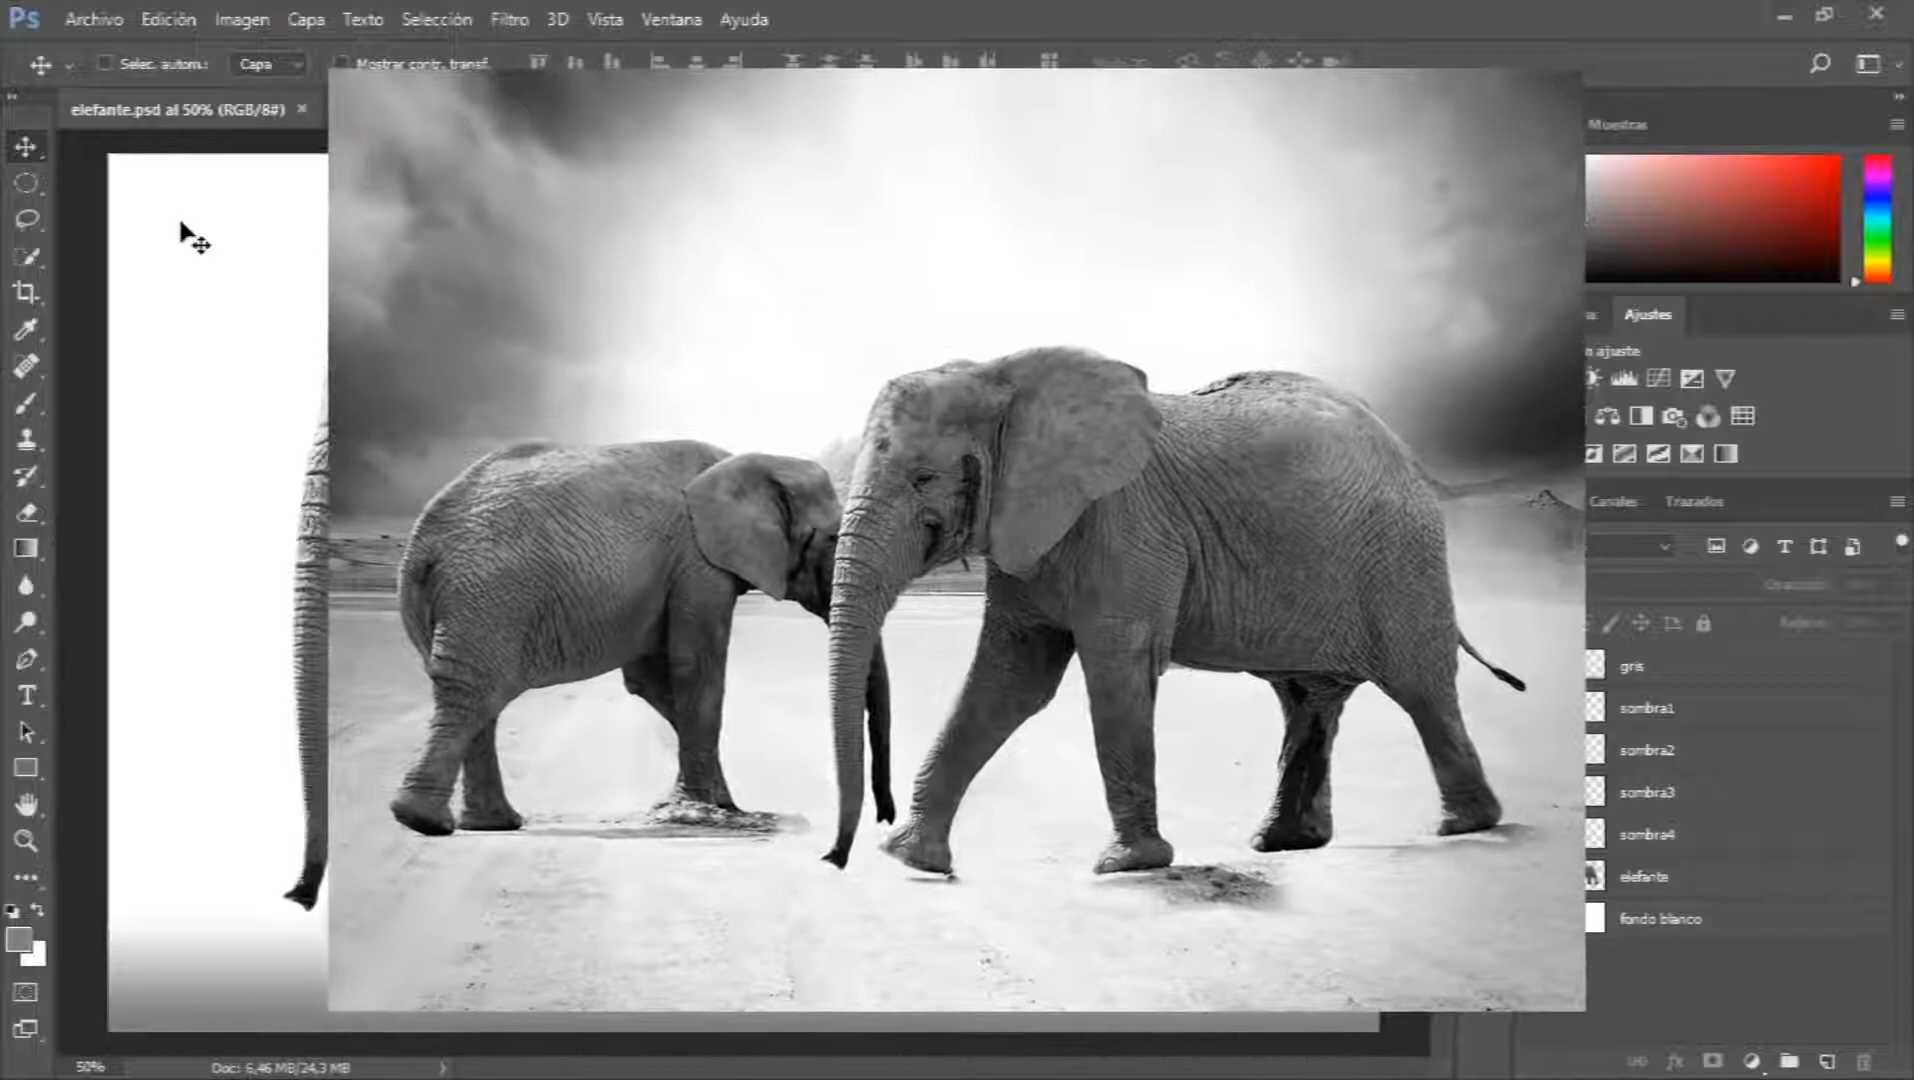 Ps Archivo Edición Imagen Capa Texto Selección Filtro 3D Vista Ventana Ayuda
Selec. autom.: Capa Mostrar contr. transf.
elefante.psd al 50% (RGB/8#) ×
Muestras
Ajustes
n ajuste
Canales Trazados
gris
sombra1
sombra2
sombra3
sombra4
elefante
fondo blanco
50% Doc: 6,46 MB/24,3 MB